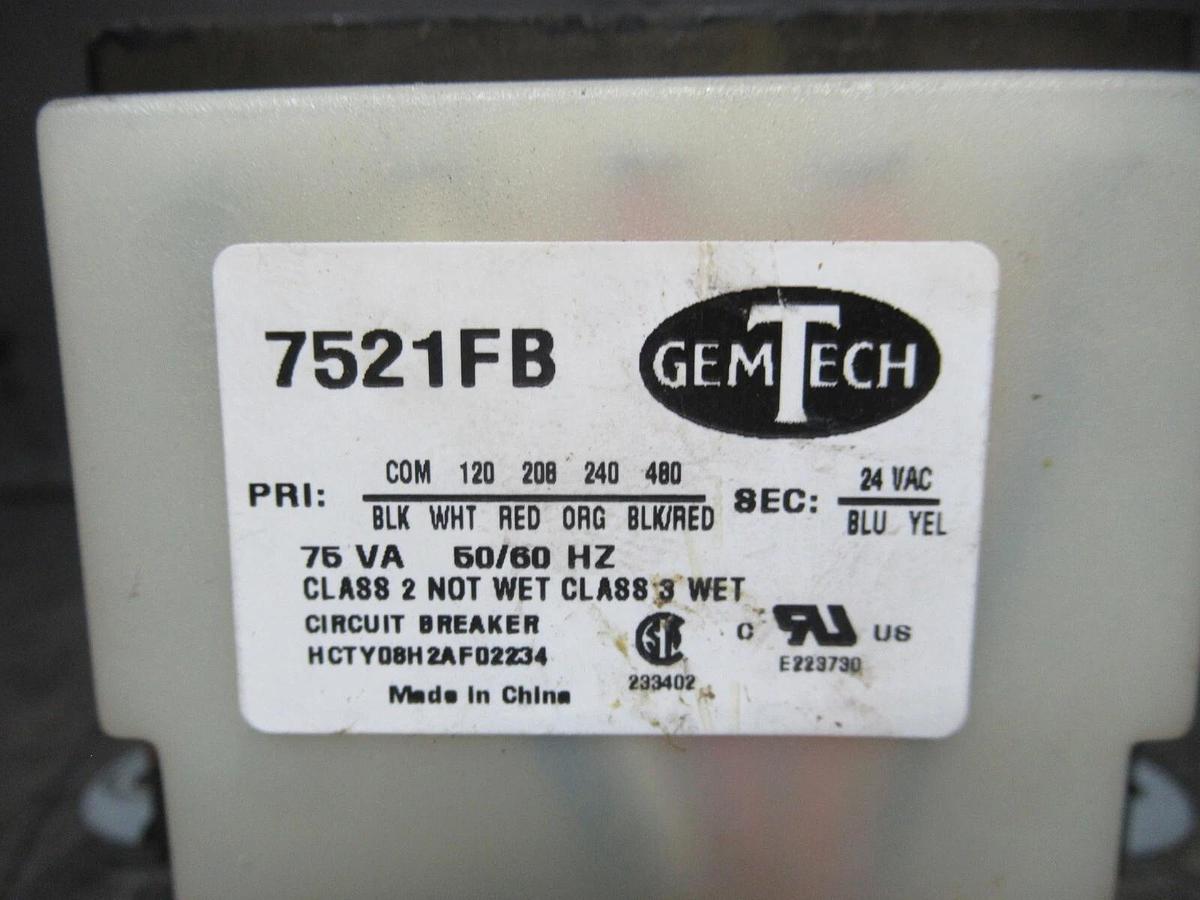 7521FB
GEMTECH
PRI: COM 120 208 240 480
BLK WHT RED ORG BLK/RED
SEC: 24 VAC
BLU YEL
75 VA 50/60 HZ
CLASS 2 NOT WET CLASS 3 WET
CIRCUIT BREAKER
HCTY08H2AF02234
Made In China
SA
233402
C RU US
E223730